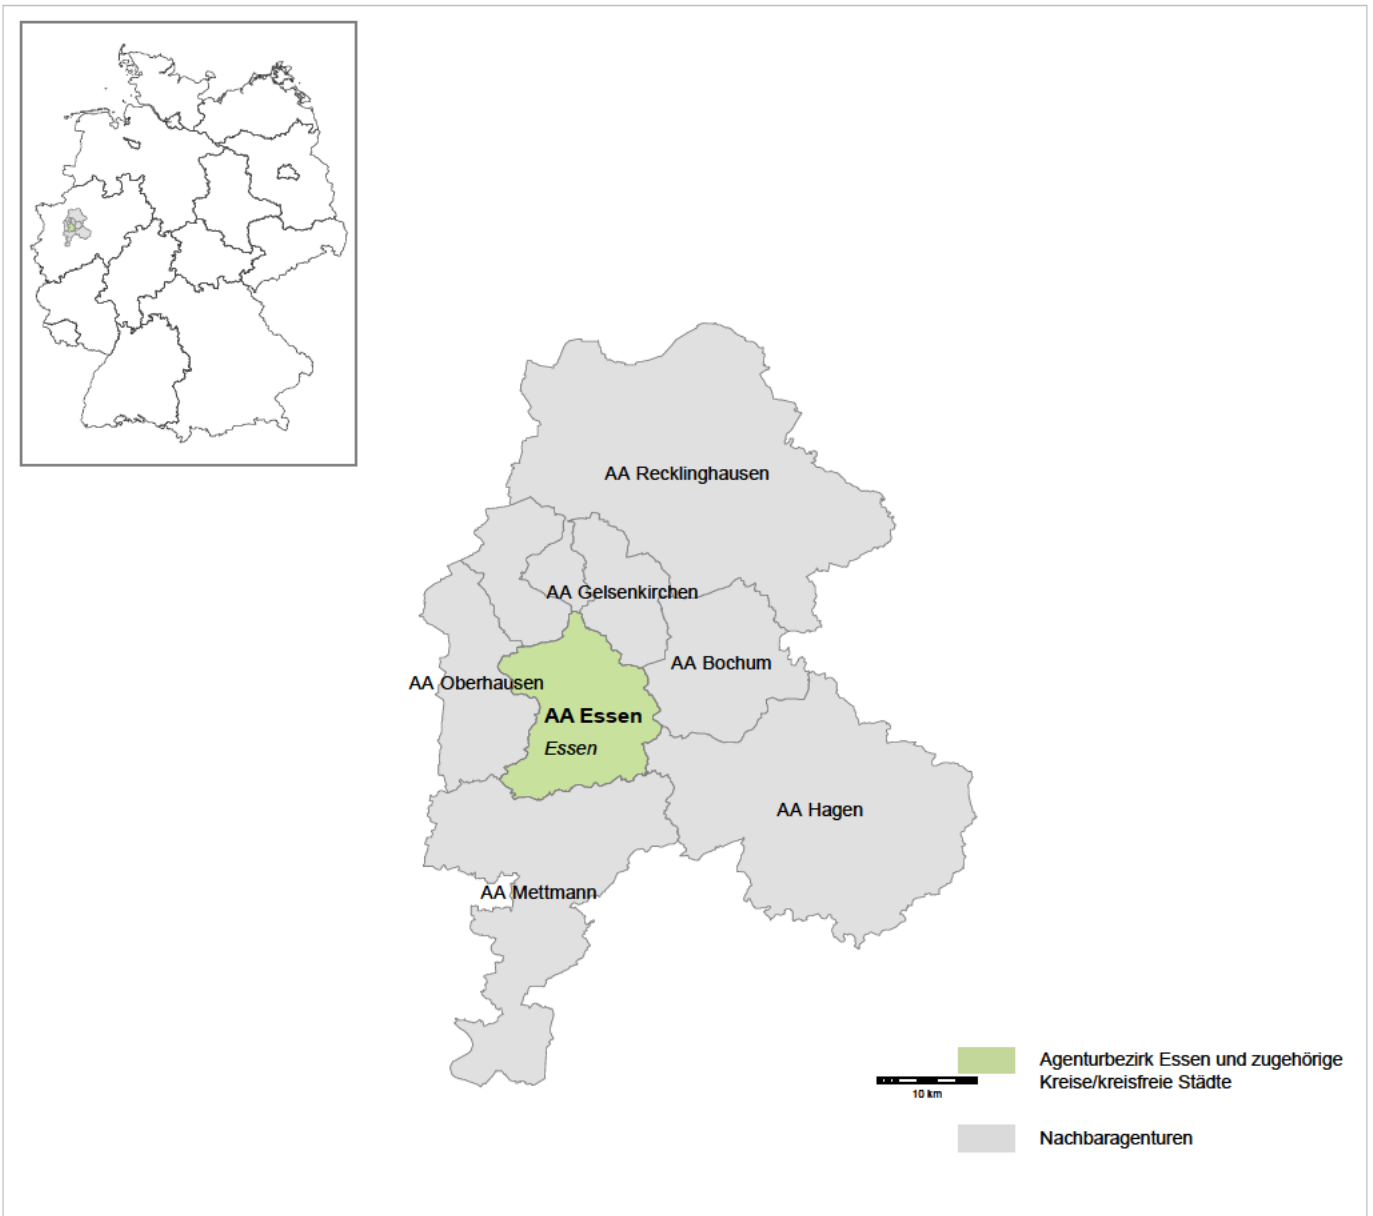 AA Recklinghausen
AA Gelsenkirchen
AA Bochum
AA Oberhausen
AA Essen
Essen
AA Hagen
AA Mettmann
Agenturbezirk Essen und zugehörige
Kreise/kreisfreie Städte
10 km
Nachbaragenturen